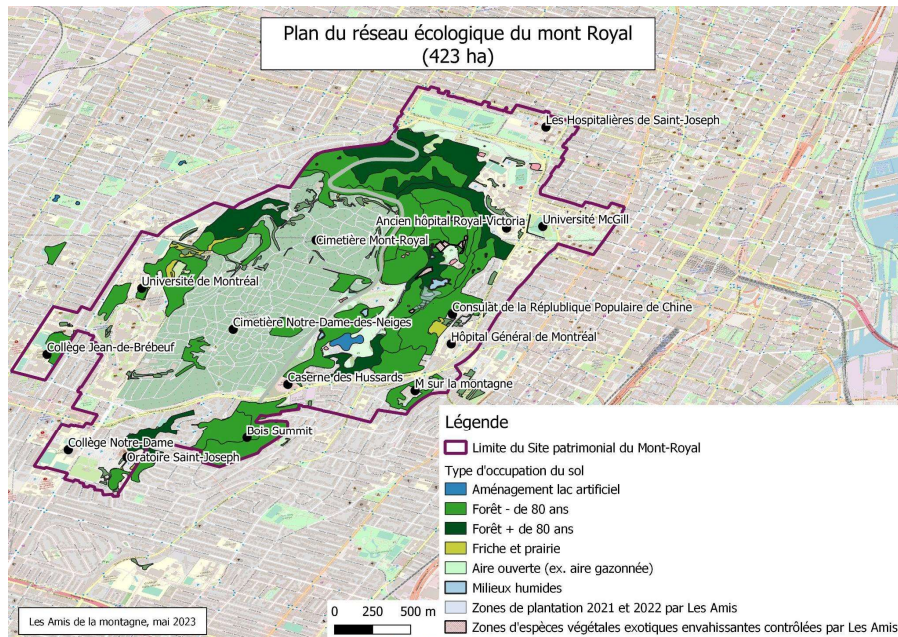 Plan du réseau écologique du mont Royal
(423 ha)
Les Hospitalières de Saint-Joseph
Ancien hôpital Royal-Victoria
Université McGill
Cimetière Mont-Royal
Université de Montréal
Consulat de la Républlique Populaire de Chine
Cimetière Notre-Dame-des-Neiges
Hôpital Général de Montréal
Collège Jean-de-Brébeuf
Caserne des Hussards
M sur la montagne
Bois Summit
Collège Notre-Dame
Oratoire Saint-Joseph
Légende
Limite du Site patrimonial du Mont-Royal
Type d'occupation du sol
Aménagement lac artificiel
Forêt - de 80 ans
Forêt + de 80 ans
Friche et prairie
Aire ouverte (ex. aire gazonnée)
Milieux humides
Zones de plantation 2021 et 2022 par Les Amis
Zones d'espèces végétales exotiques envahissantes contrôlées par Les Amis
0 250 500 m
Les Amis de la montagne, mai 2023